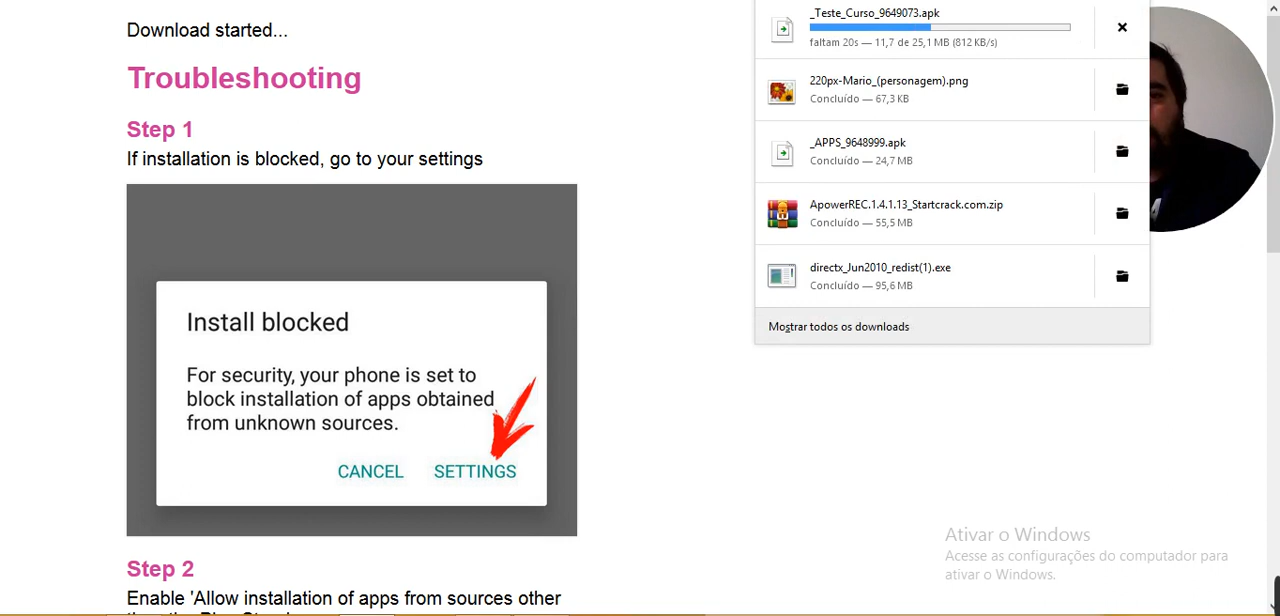 Download started...
Troubleshooting
Step 1
If installation is blocked, go to your settings
Install blocked
For security, your phone is set to
block installation of apps obtained
from unknown sources.
CANCEL SETTINGS
Step 2
Enable 'Allow installation of apps from sources other
_Teste_Curso_9649073.apk
faltam 20s — 11,7 de 25,1 MB (812 KB/s)
220px-Mario_(personagem).png
Concluído — 67,3 KB
_APPS_9648999.apk
Concluído — 24,7 MB
ApowerREC.1.4.1.13_Startcrack.com.zip
Concluído — 55,5 MB
directx_Jun2010_redist(1).exe
Concluído — 95,6 MB
Mostrar todos os downloads
Ativar o Windows
Acesse as configurações do computador para
ativar o Windows.